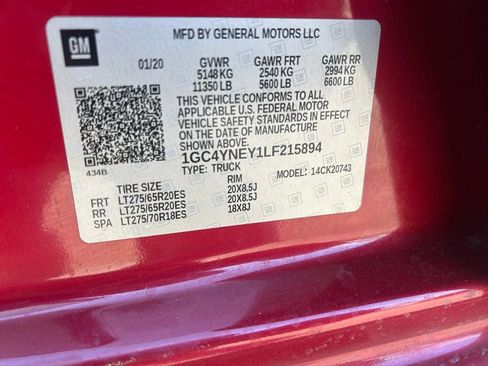 GM
MFD BY GENERAL MOTORS LLC
01/20 GVWR GAWR FRT GAWR RR
5148 KG 2540 KG 2994 KG
11350 LB 5600 LB 6600 LB
THIS VEHICLE CONFORMS TO ALL
APPLICABLE U.S. FEDERAL MOTOR
VEHICLE SAFETY STANDARDS IN EFFECT
ON THE DATE OF MANUFACTURE SHOWN ABOVE
1GC4YNEY1LF215894
434B TYPE: TRUCK MODEL: 14CK20743
TIRE SIZE RIM
FRT LT275/65R20ES 20X8.5J
RR LT275/65R20ES 20X8.5J
SPA LT275/70R18ES 18X8J